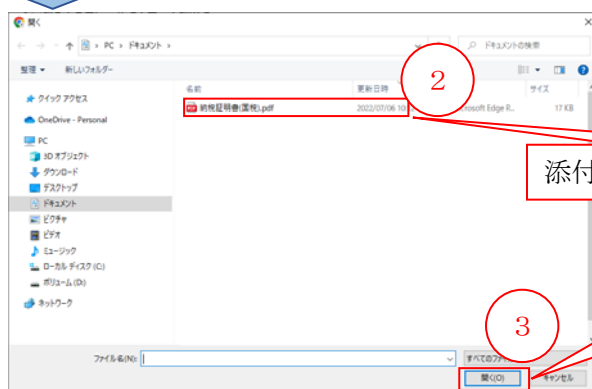 開く
PC › ドキュメント ›
ドキュメントの検索
整理 新しいフォルダー
名前 更新日時 サイズ
納税証明書(国税).pdf 2022/07/06 10: rosoft Edge R... 17 KB
クイック アクセス
OneDrive - Personal
PC
3D オブジェクト
ダウンロード
デスクトップ
ドキュメント
ピクチャ
ビデオ
ミュージック
ローカル ディスク (C:)
ボリューム (D:)
ネットワーク
②
添付
③
ファイル名(N):
すべてのファ
開く(O) キャンセル